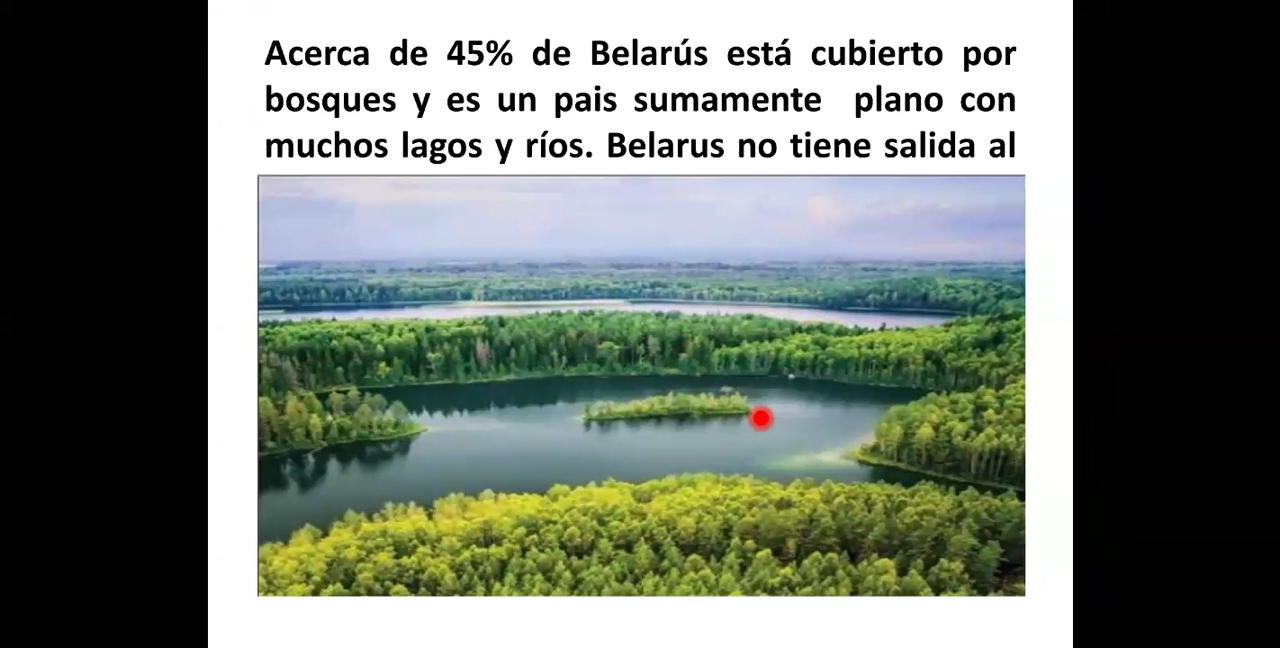 Acerca de 45% de Belarús está cubierto por
bosques y es un pais sumamente plano con
muchos lagos y ríos. Belarus no tiene salida al